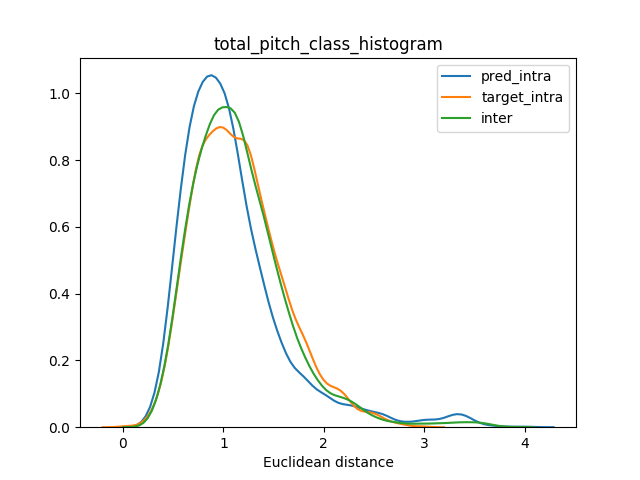 total_pitch_class_histogram
pred_intra
target_intra
inter
1.0
0.8
0.6
0.4
0.2
0.0
0
1
2
3
4
Euclidean distance